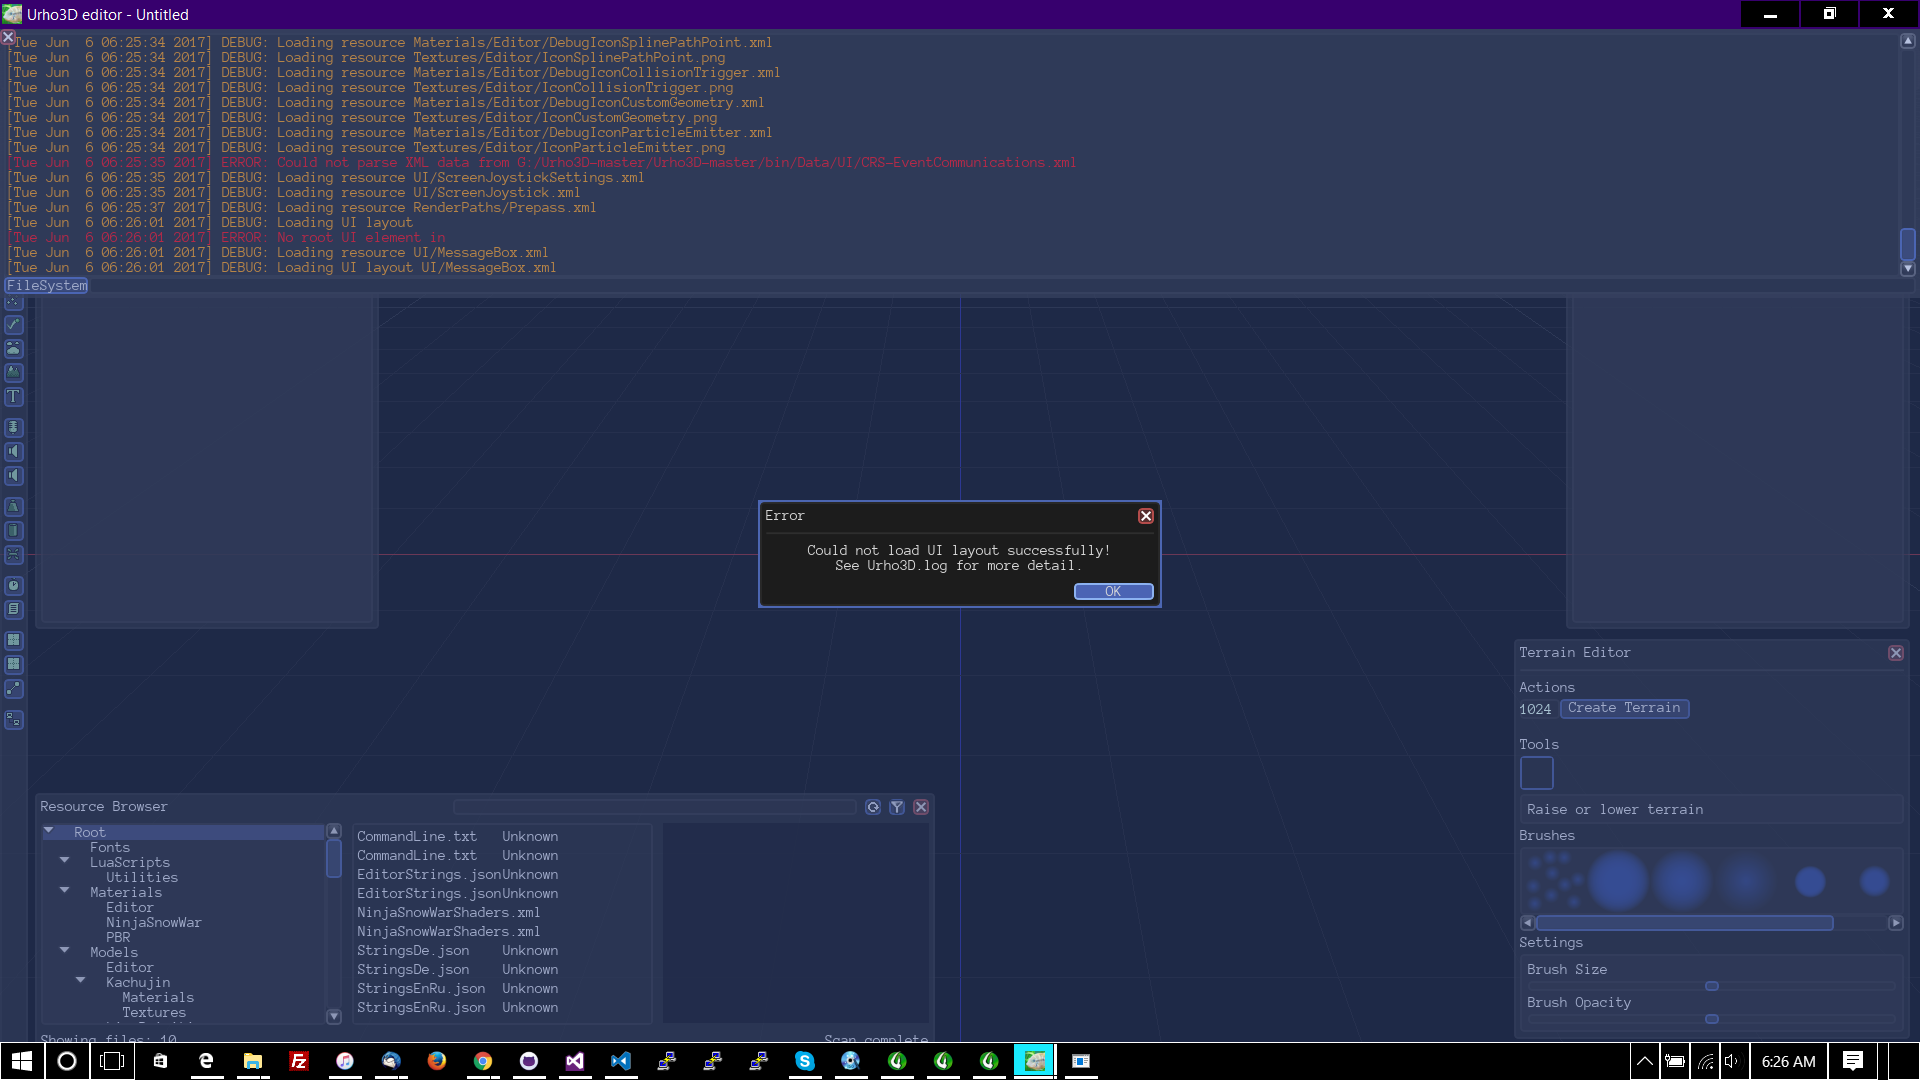 Urho3D editor - Untitled
[Tue Jun  6 06:25:34 2017] DEBUG: Loading resource Materials/Editor/DebugIconSplinePathPoint.xml
[Tue Jun  6 06:25:34 2017] DEBUG: Loading resource Textures/Editor/IconSplinePathPoint.png
[Tue Jun  6 06:25:34 2017] DEBUG: Loading resource Materials/Editor/DebugIconCollisionTrigger.xml
[Tue Jun  6 06:25:34 2017] DEBUG: Loading resource Textures/Editor/IconCollisionTrigger.png
[Tue Jun  6 06:25:34 2017] DEBUG: Loading resource Materials/Editor/DebugIconCustomGeometry.xml
[Tue Jun  6 06:25:34 2017] DEBUG: Loading resource Textures/Editor/IconCustomGeometry.png
[Tue Jun  6 06:25:34 2017] DEBUG: Loading resource Materials/Editor/DebugIconParticleEmitter.xml
[Tue Jun  6 06:25:34 2017] DEBUG: Loading resource Textures/Editor/IconParticleEmitter.png
[Tue Jun  6 06:25:35 2017] ERROR: Could not parse XML data from G:/Urho3D-master/Urho3D-master/bin/Data/UI/CRS-EventCommunications.xml
[Tue Jun  6 06:25:35 2017] DEBUG: Loading resource UI/ScreenJoystickSettings.xml
[Tue Jun  6 06:25:35 2017] DEBUG: Loading resource UI/ScreenJoystick.xml
[Tue Jun  6 06:25:37 2017] DEBUG: Loading resource RenderPaths/Prepass.xml
[Tue Jun  6 06:26:01 2017] DEBUG: Loading UI layout
[Tue Jun  6 06:26:01 2017] ERROR: No root UI element in
[Tue Jun  6 06:26:01 2017] DEBUG: Loading resource UI/MessageBox.xml
[Tue Jun  6 06:26:01 2017] DEBUG: Loading UI layout UI/MessageBox.xml
FileSystem
Error
Could not load UI layout successfully!
See Urho3D.log for more detail.
OK
Terrain Editor
Actions
1024 Create Terrain
Tools
Raise or lower terrain
Brushes
Settings
Brush Size
Brush Opacity
Resource Browser
Root
Fonts
LuaScripts
Utilities
Materials
Editor
NinjaSnowWar
PBR
Models
Editor
Kachujin
Materials
Textures
CommandLine.txt Unknown
CommandLine.txt Unknown
EditorStrings.json Unknown
EditorStrings.json Unknown
NinjaSnowWarShaders.xml
NinjaSnowWarShaders.xml
StringsDe.json Unknown
StringsDe.json Unknown
StringsEnRu.json Unknown
StringsEnRu.json Unknown
Showing files: 10
Scan complete
6:26 AM